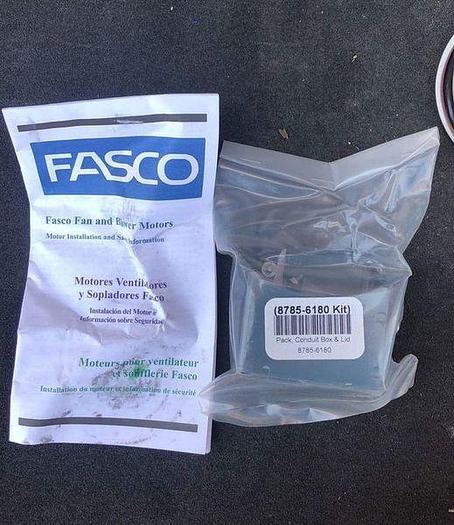 FASCO
Fasco Fan and Blower Motors
Motor Installation and Safety Information
Motores Ventiladores
y Sopladores Fasco
Instalación del Motor e
Información sobre Seguridad
Moteurs pour ventilateur
et soufflerie Fasco
Installation du moteur et information de sécurité
(8785-6180 Kit)
Pack, Conduit Box & Lid
8785-6180